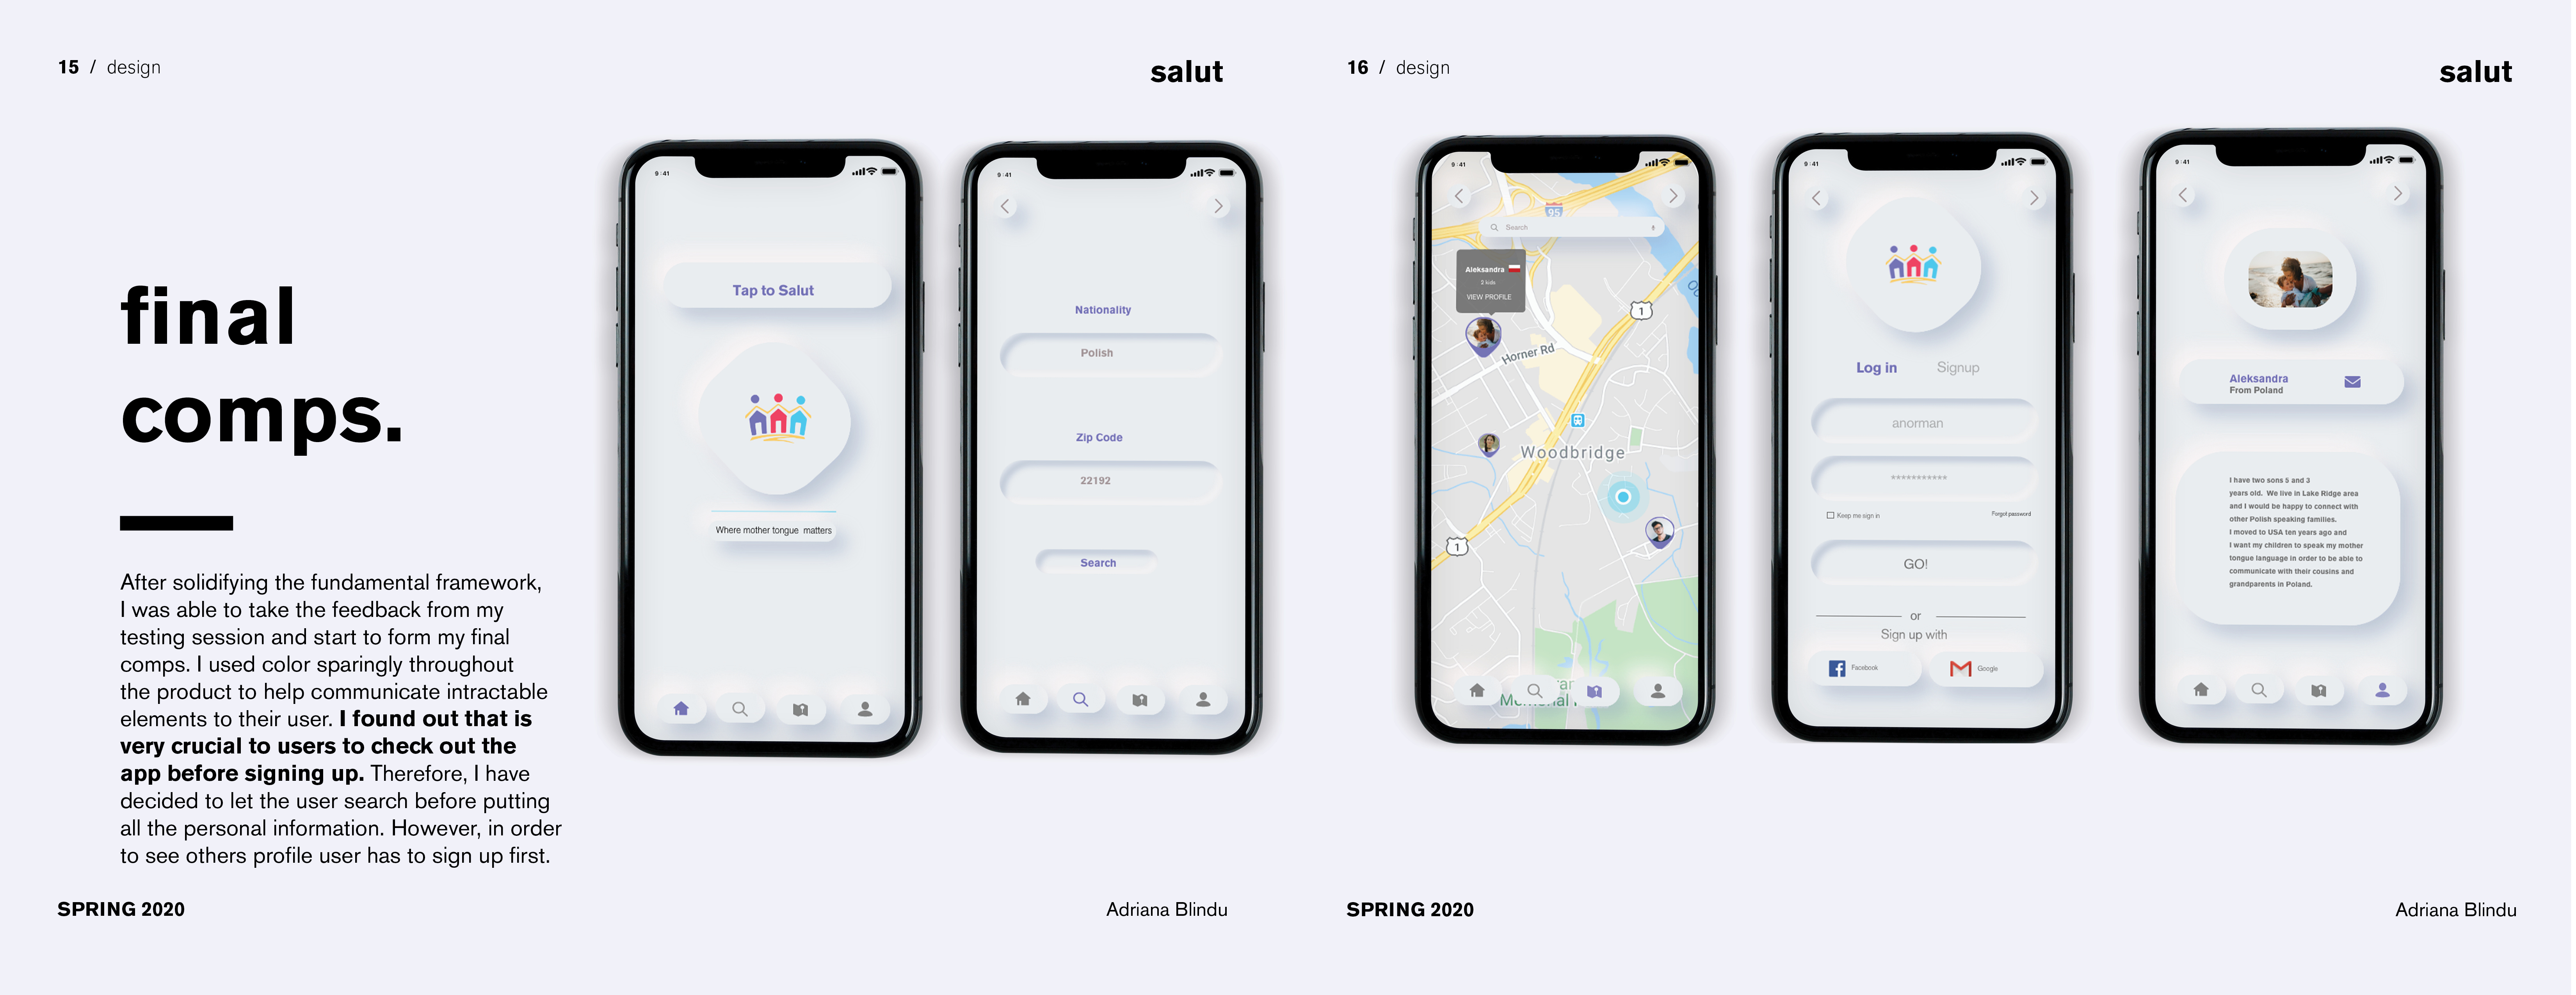 15 / design
salut
final
comps.
After solidifying the fundamental framework,
I was able to take the feedback from my
testing session and start to form my final
comps. I used color sparingly throughout
the product to help communicate intractable
elements to their user. I found out that is
very crucial to users to check out the
app before signing up. Therefore, I have
decided to let the user search before putting
all the personal information. However, in order
to see others profile user has to sign up first.
SPRING 2020
Adriana Blindu
9:41
Tap to Salut
Where mother tongue matters
9:41
Nationality
Polish
Zip Code
22192
Search
16 / design
salut
9:41
95
Search
Aleksandra
2 kids
VIEW PROFILE
1
Horner Rd
Woodbridge
1
9:41
Log in Signup
anorman
***********
Keep me sign in Forgot password
GO!
or
Sign up with
Facebook Google
9:41
Aleksandra
From Poland
I have two sons 5 and 3
years old. We live in Lake Ridge area
and I would be happy to connect with
other Polish speaking families.
I moved to USA ten years ago and
I want my children to speak my mother
tongue language in order to be able to
communicate with their cousins and
grandparents in Poland.
SPRING 2020
Adriana Blindu